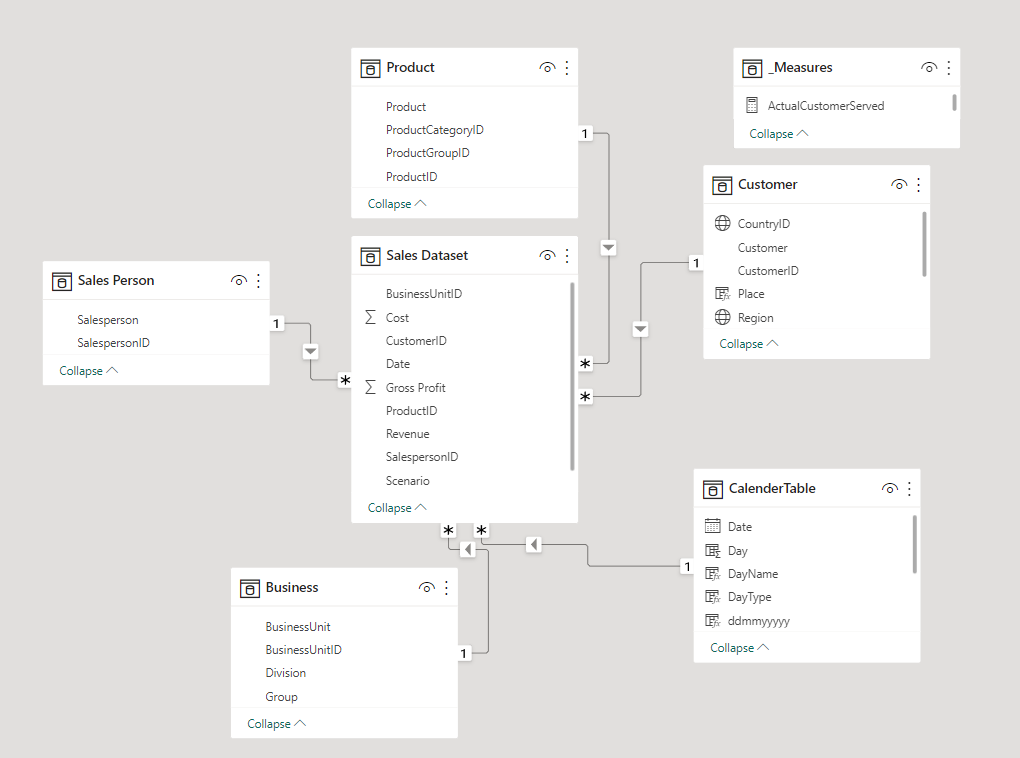 Product
Product
ProductCategoryID
ProductGroupID
ProductID
Collapse
1
_Measures
ActualCustomerServed
Collapse
Customer
CountryID
Customer
CustomerID
Place
Region
Collapse
1
Sales Person
Salesperson
SalespersonID
Collapse
1
*
Sales Dataset
BusinessUnitID
Σ Cost
CustomerID
Date
Σ Gross Profit
ProductID
Revenue
SalespersonID
Scenario
Collapse
*
*
*
*
CalenderTable
Date
Day
DayName
DayType
ddmmyyyyy
Collapse
1
Business
BusinessUnit
BusinessUnitID
Division
Group
Collapse
1